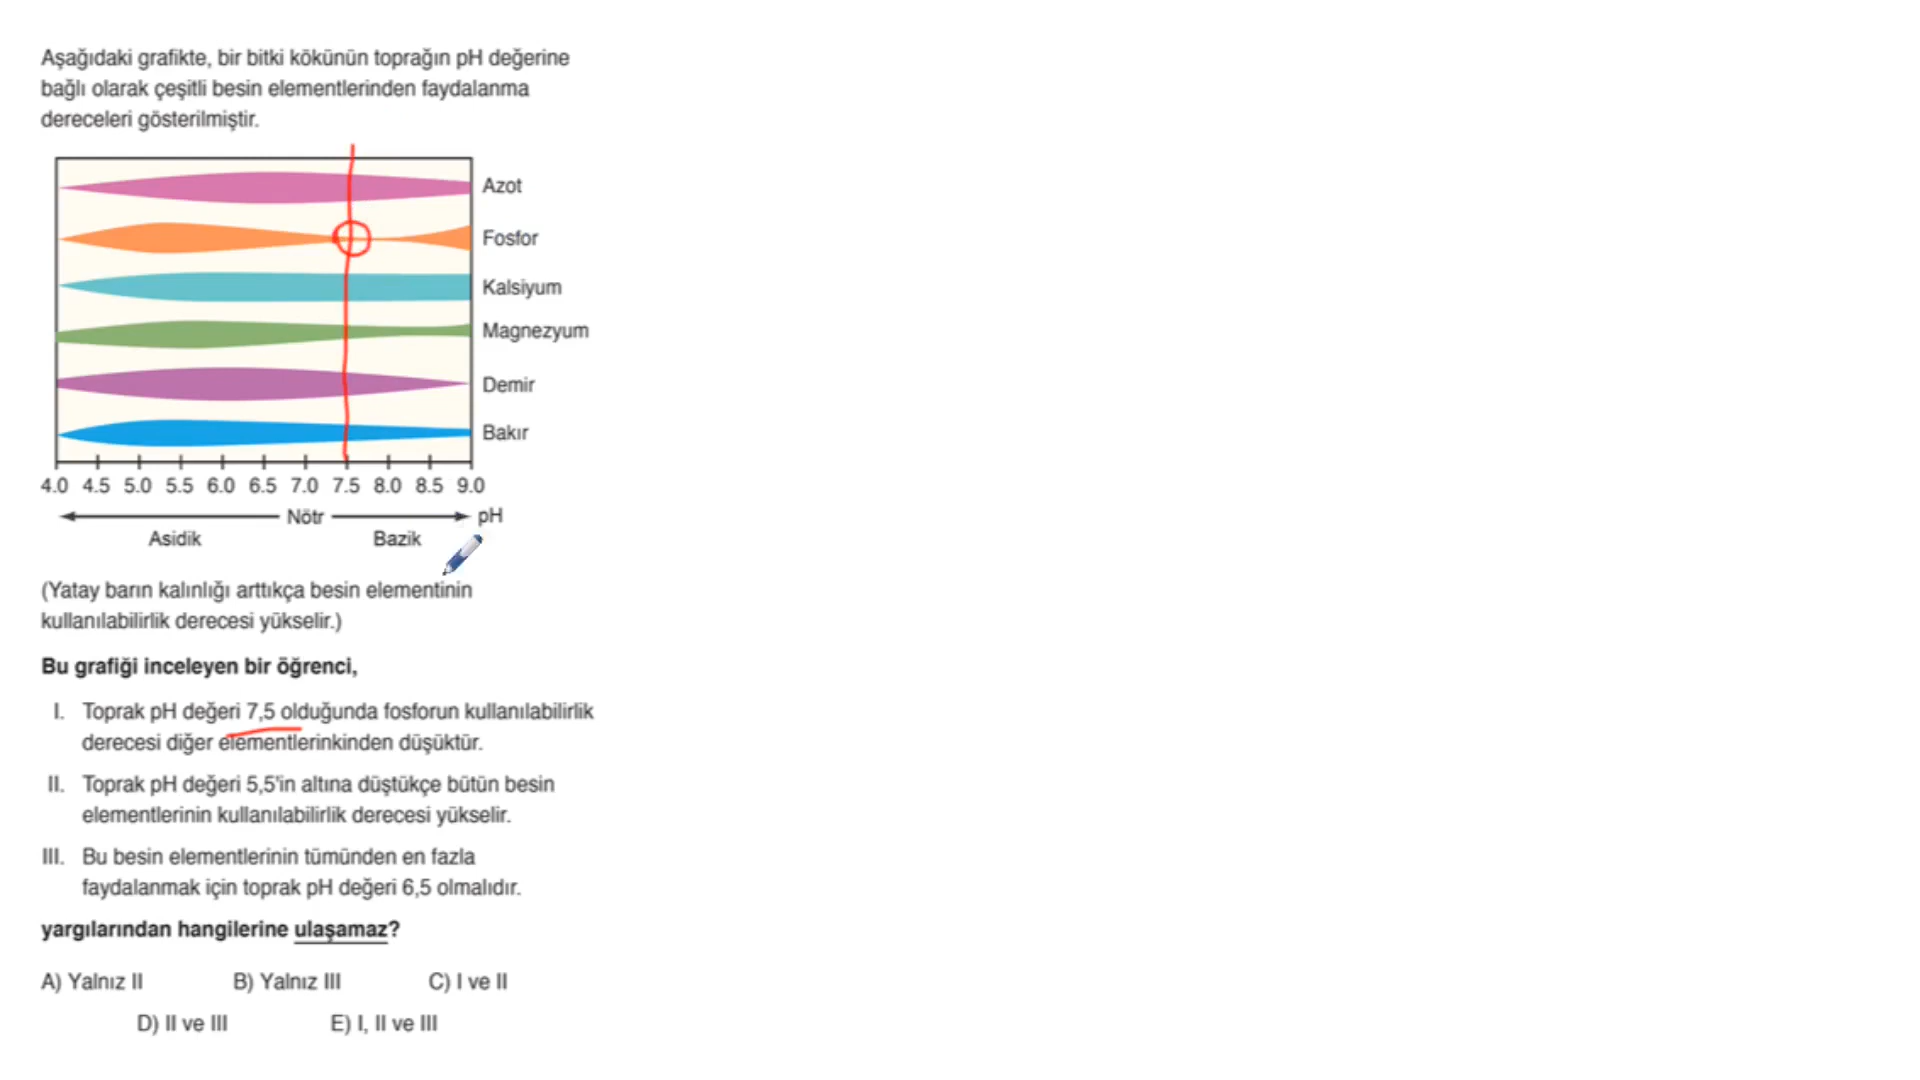 Aşağıdaki grafikte, bir bitki kökünün toprağın pH değerine
bağlı olarak çeşitli besin elementlerinden faydalanma
dereceleri gösterilmiştir.
Azot
Fosfor
Kalsiyum
Magnezyum
Demir
Bakır
4.0 4.5 5.0 5.5 6.0 6.5 7.0 7.5 8.0 8.5 9.0
Nötr pH
Asidik Bazik
(Yatay barın kalınlığı arttıkça besin elementinin
kullanılabilirlik derecesi yükselir.)
Bu grafiği inceleyen bir öğrenci,
I. Toprak pH değeri 7,5 olduğunda fosforun kullanılabilirlik
derecesi diğer elementlerinkinden düşüktür.
II. Toprak pH değeri 5,5'in altına düştükçe bütün besin
elementlerinin kullanılabilirlik derecesi yükselir.
III. Bu besin elementlerinin tümünden en fazla
faydalanmak için toprak pH değeri 6,5 olmalıdır.
yargılarından hangilerine ulaşamaz?
A) Yalnız II B) Yalnız III C) I ve II
D) II ve III E) I, II ve III